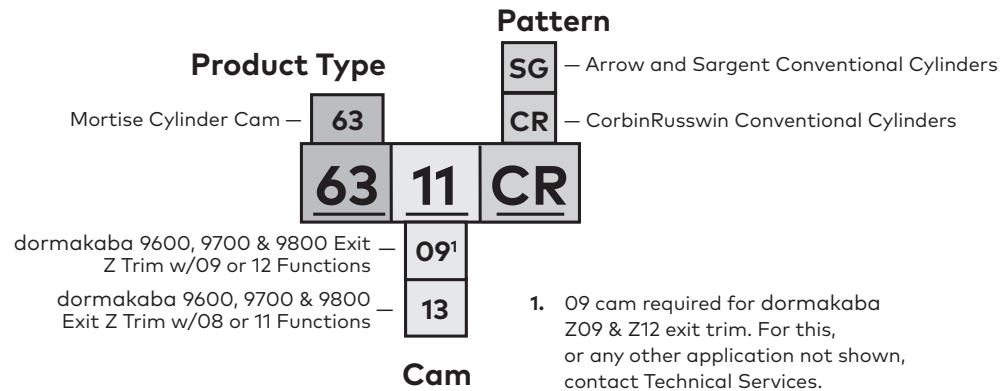 Pattern
SG — Arrow and Sargent Conventional Cylinders
Product Type
Mortise Cylinder Cam — 63
CR — CorbinRusswin Conventional Cylinders
63 11 CR
dormakaba 9600, 9700 & 9800 Exit — 09¹
Z Trim w/09 or 12 Functions
dormakaba 9600, 9700 & 9800 — 13
Exit Z Trim w/08 or 11 Functions
Cam
1. 09 cam required for dormakaba
Z09 & Z12 exit trim. For this,
or any other application not shown,
contact Technical Services.